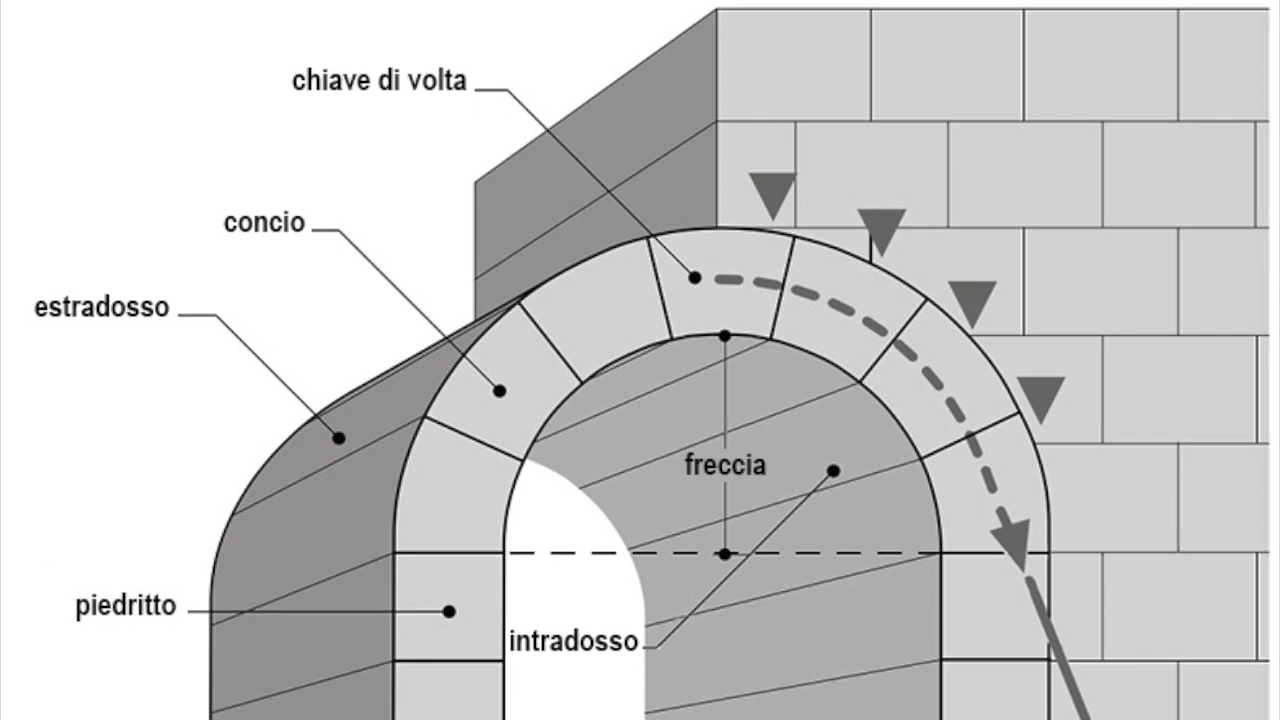 chiave di volta
concio
estradosso
freccia
piedritto
intradosso